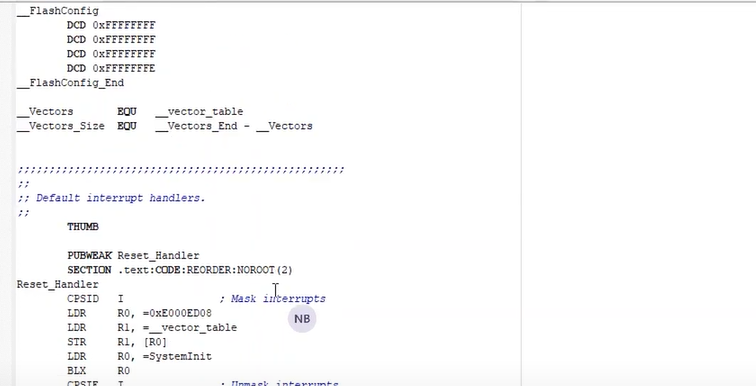 __FlashConfig
DCD 0xFFFFFFFF
DCD 0xFFFFFFFF
DCD 0xFFFFFFFF
DCD 0xFFFFFFFE
__FlashConfig_End
__Vectors EQU __vector_table
__Vectors_Size EQU __Vectors_End - __Vectors
;;;;;;;;;;;;;;;;;;;;;;;;;;;;;;;;;;;;;;;;;;;;;;;;;;;;
;;
;; Default interrupt handlers.
;;
THUMB
PUBWEAK Reset_Handler
SECTION .text:CODE:REORDER:NOROOT(2)
Reset_Handler
CPSID I ; Mask interrupts
LDR R0, =0xE000ED08
LDR R1, =__vector_table
STR R1, [R0]
LDR R0, =SystemInit
BLX R0
CPSIE I ; Unmask interrupts
NB